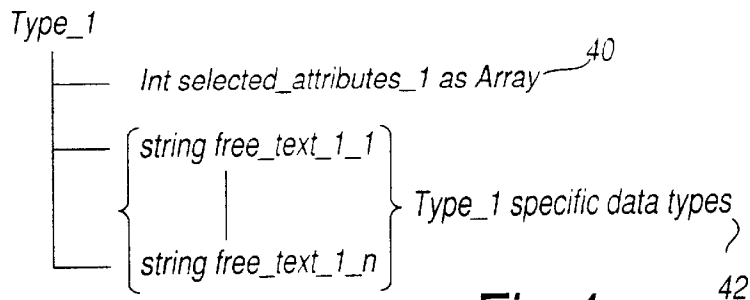 Type_1
Int selected_attributes_1 as Array
40
string free_text_1_1
Type_1 specific data types
string free_text_1_n
42